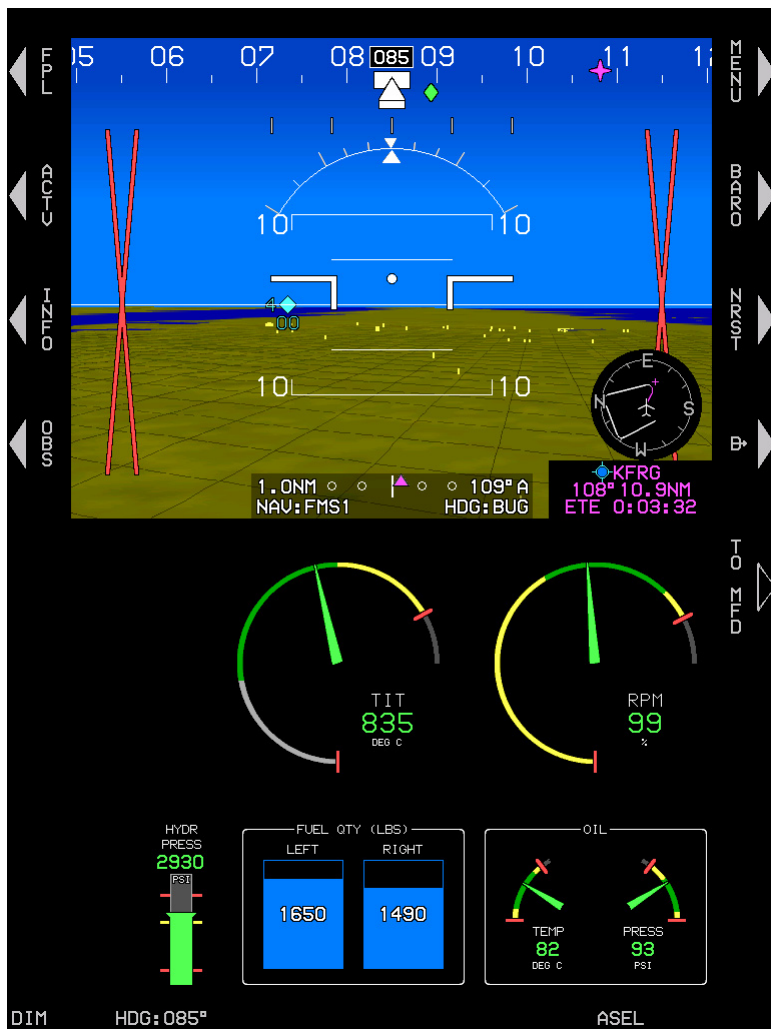 FPL
MENU
05 06 07 08 085 09 10 11 1
ACTV
BARO
10 10
INFO
NRST
4 00
OBS
10 10
E
N S
W
1.0NM 109°A
NAV:FMS1 HDG:BUG
KFRG
108° 10.9NM
ETE 0:03:32
TO MFD
TIT
835
DEG C
RPM
99
%
HYDR
PRESS
2930
PSI
FUEL QTY (LBS)
LEFT RIGHT
1650 1490
OIL
TEMP PRESS
82 93
DEG C PSI
DIM HDG:085° ASEL